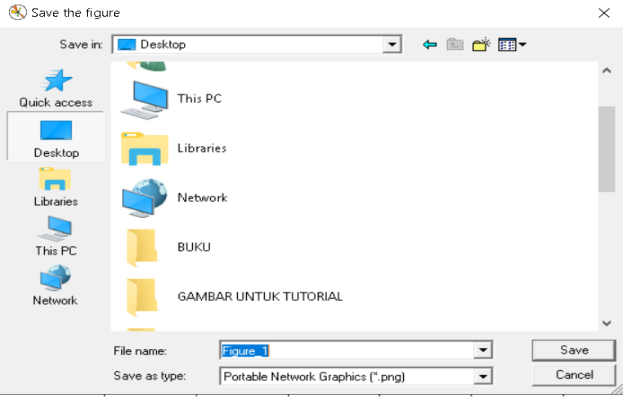 Save the figure
Save in: Desktop
Quick access
Desktop
Libraries
This PC
Network
This PC
Libraries
Network
BUKU
GAMBAR UNTUK TUTORIAL
File name: Figure_1 Save
Save as type: Portable Network Graphics (*.png) Cancel